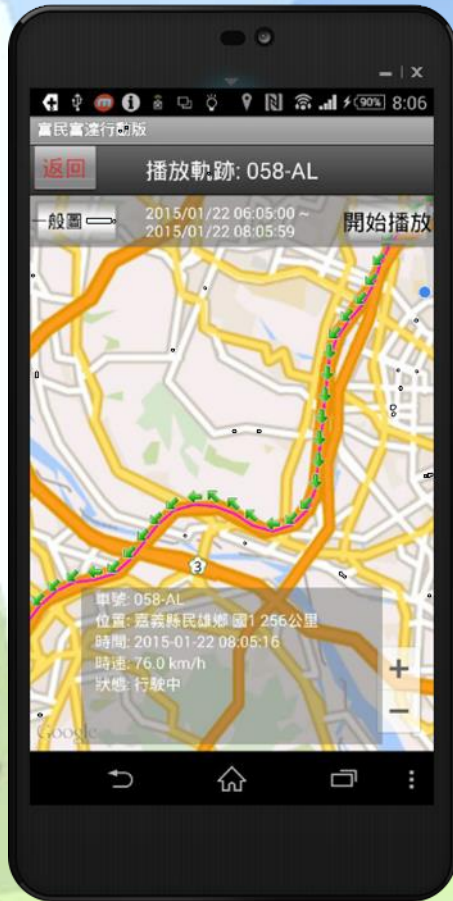 90% 8:06
富民富達行動版
返回
播放軌跡: 058-AL
一般圖
2015/01/22 06:05:00 ~
2015/01/22 08:05:59
開始播放
3
車號: 058-AL
位置: 嘉義縣民雄鄉 國1 256公里
時間: 2015-01-22 08:05:16
時速: 76.0 km/h
狀態: 行駛中
+
−
Google